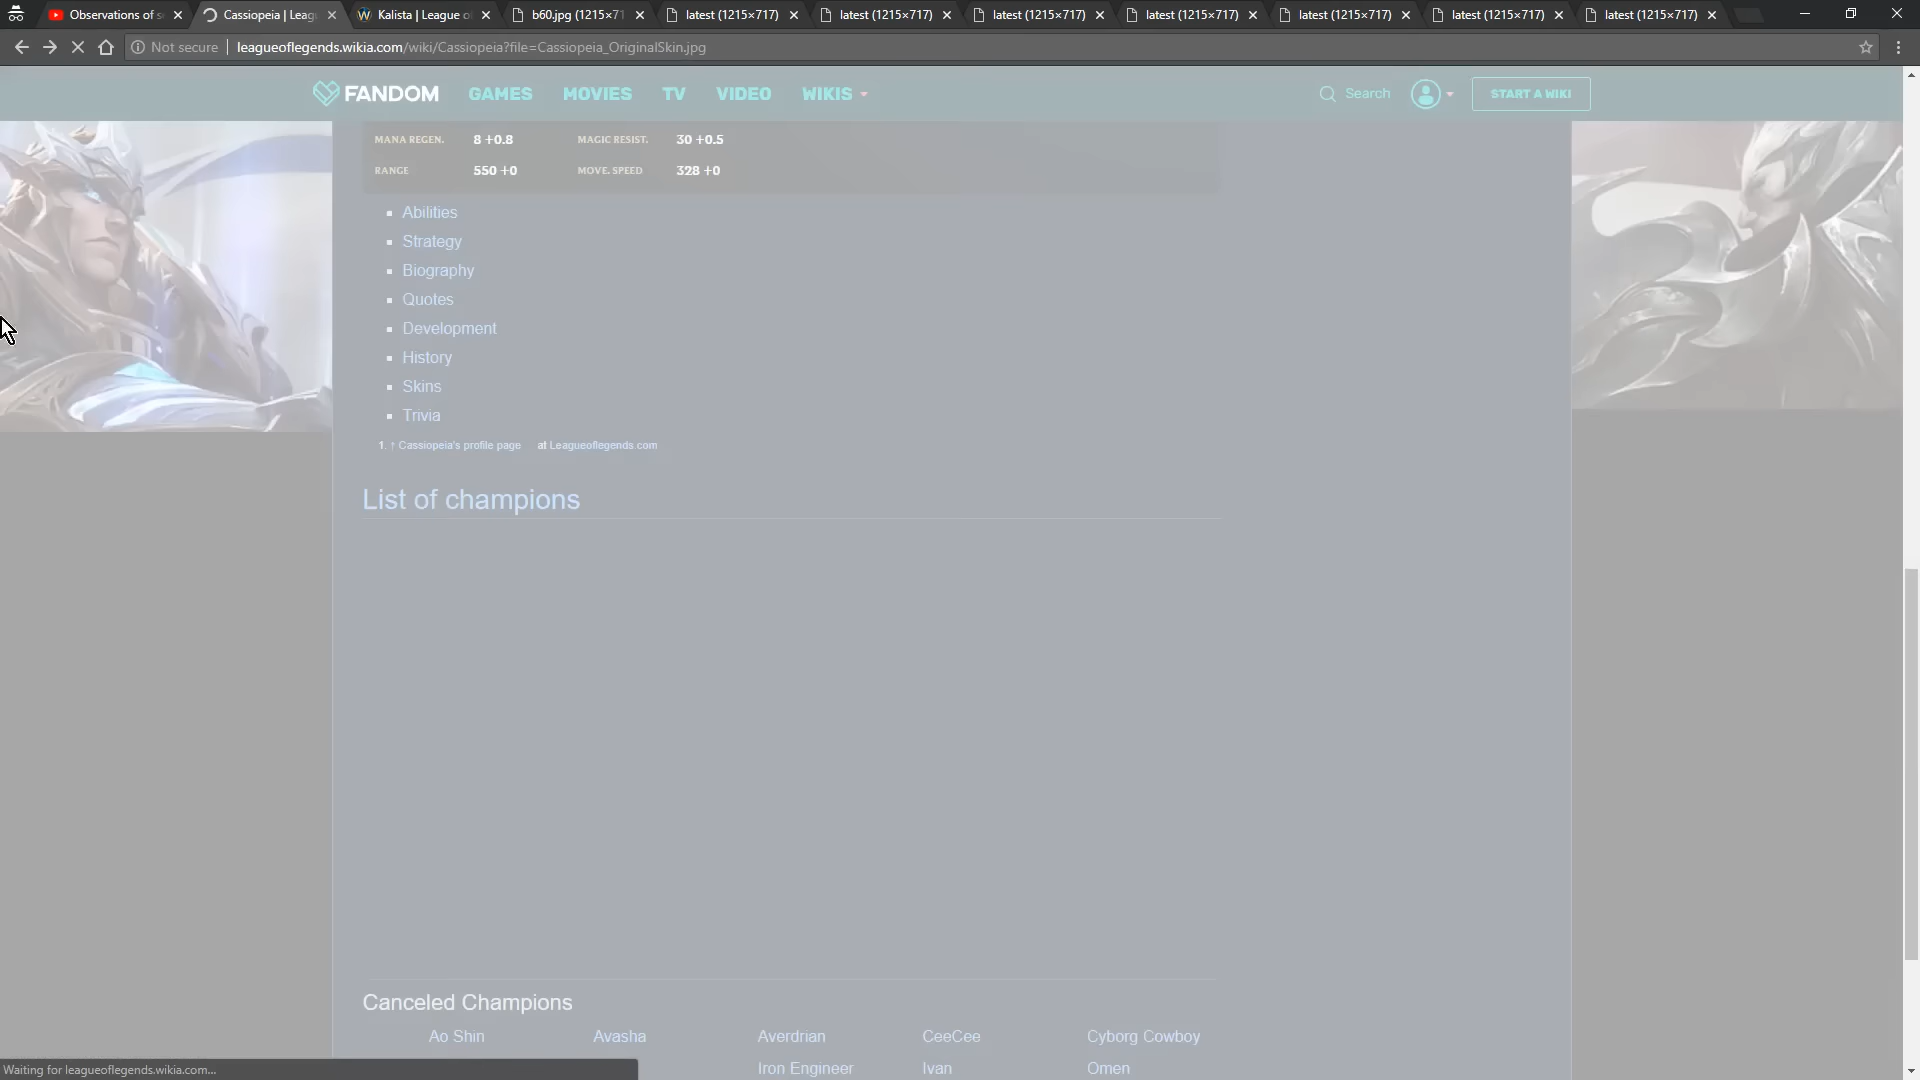 Observations of s
Cassiopeia | Leag
Kalista | League o
b60.jpg (1215×71
latest (1215×717)
latest (1215×717)
latest (1215×717)
latest (1215×717)
latest (1215×717)
latest (1215×717)
latest (1215×717)
Not secure | leagueoflegends.wikia.com/wiki/Cassiopeia?file=Cassiopeia_OriginalSkin.jpg
FANDOM GAMES MOVIES TV VIDEO WIKIS Search START A WIKI
MANA REGEN. 8 +0.8 MAGIC RESIST. 30 +0.5
RANGE 550 +0 MOVE. SPEED 328 +0
Abilities
Strategy
Biography
Quotes
Development
History
Skins
Trivia
1. ↑ Cassiopeia's profile page at Leagueoflegends.com
List of champions
Canceled Champions
Ao Shin Avasha Averdrian CeeCee Cyborg Cowboy
Iron Engineer Ivan Omen
Waiting for leagueoflegends.wikia.com...